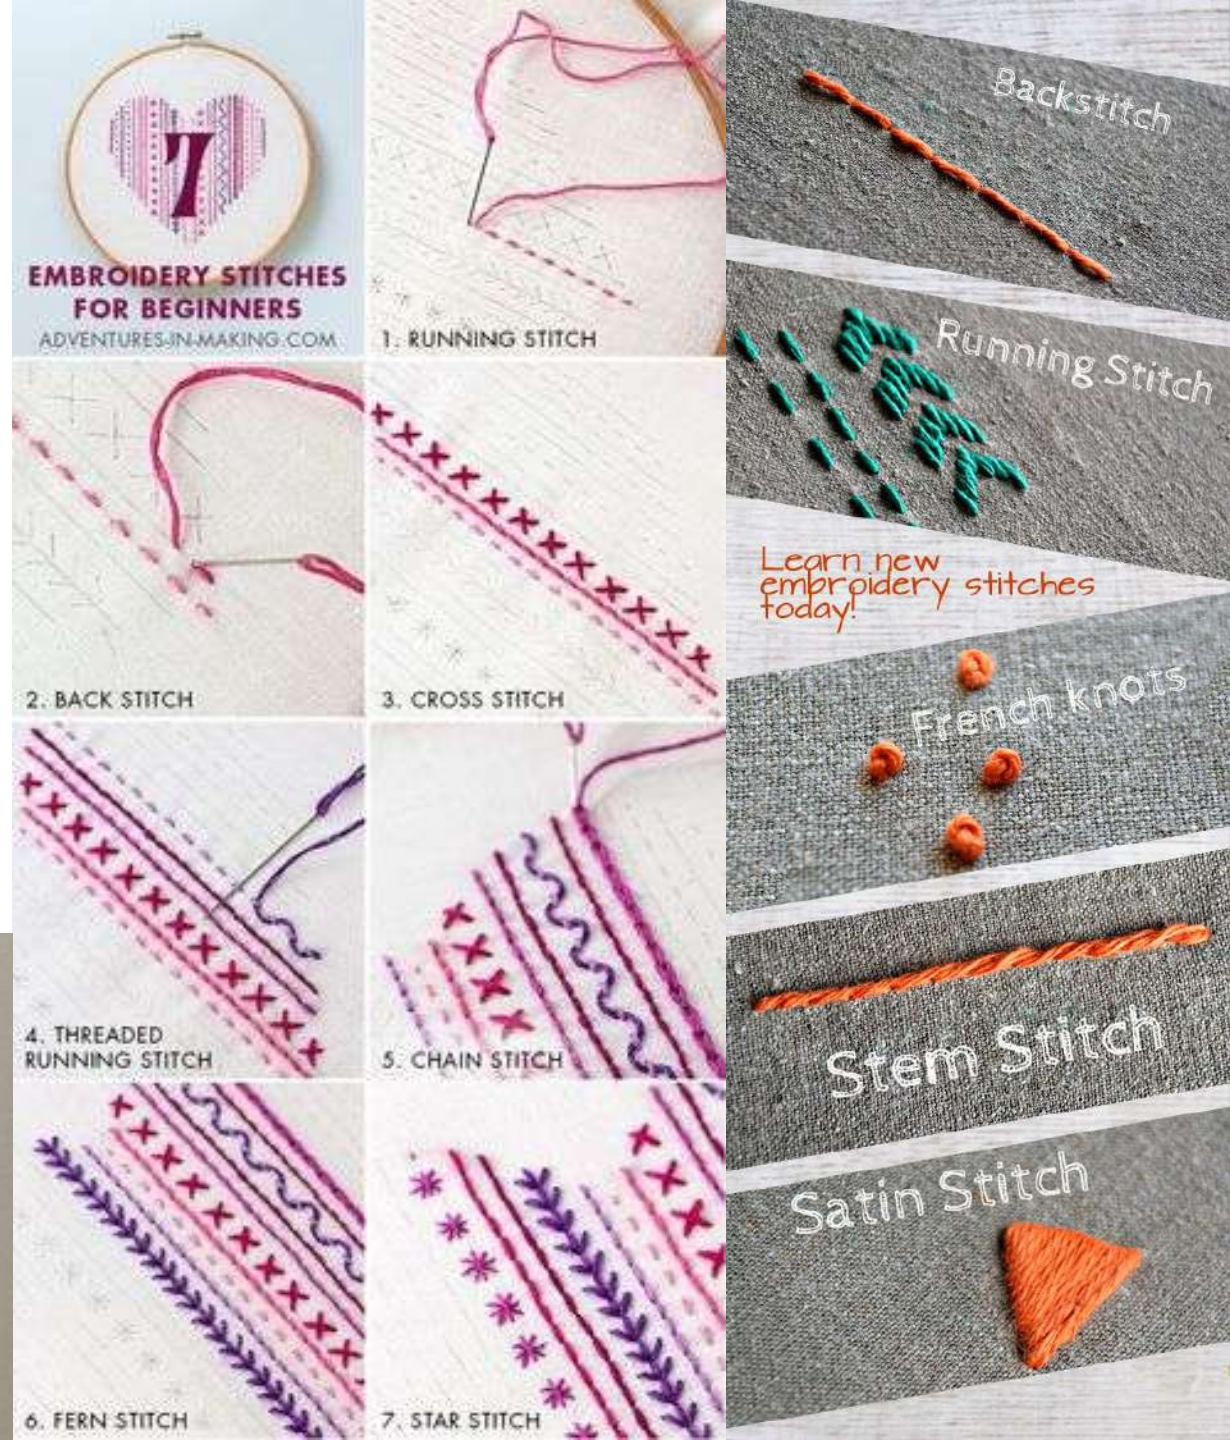 7
EMBROIDERY STITCHES
FOR BEGINNERS
ADVENTURES-IN-MAKING.COM
1. RUNNING STITCH
2. BACK STITCH
3. CROSS STITCH
4. THREADED
RUNNING STITCH
5. CHAIN STITCH
6. FERN STITCH
7. STAR STITCH
Backstitch
Running Stitch
Learn new
embroidery stitches
today!
French knots
Stem Stitch
Satin Stitch